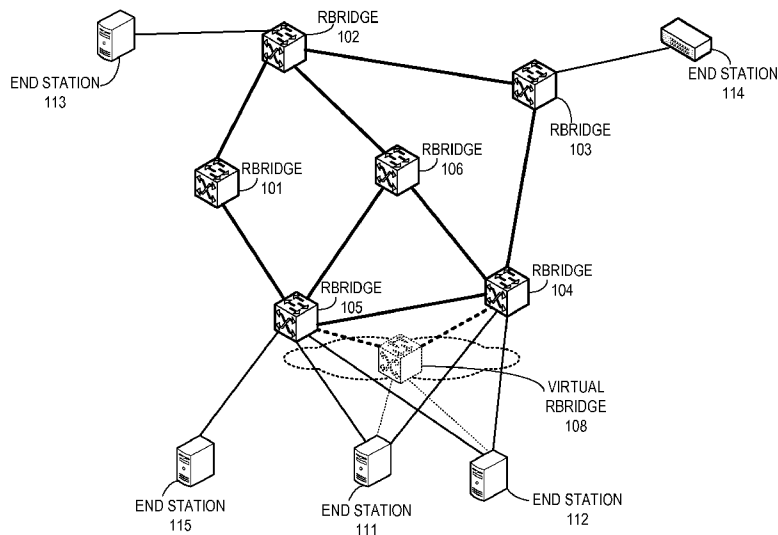 RBRIDGE
102
END STATION
113
END STATION
114
RBRIDGE
103
RBRIDGE
101
RBRIDGE
106
RBRIDGE
104
RBRIDGE
105
VIRTUAL
RBRIDGE
108
END STATION
115
END STATION
111
END STATION
112